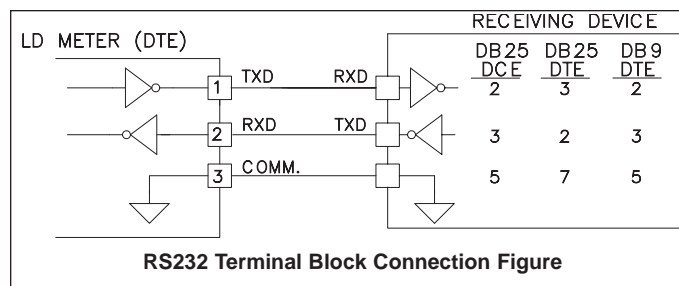 RECEIVING DEVICE
LD METER (DTE)
DB25 DB25 DB9
DCE DTE DTE
1 TXD RXD 2 3 2
2 RXD TXD 3 2 3
3 COMM. 5 7 5
RS232 Terminal Block Connection Figure